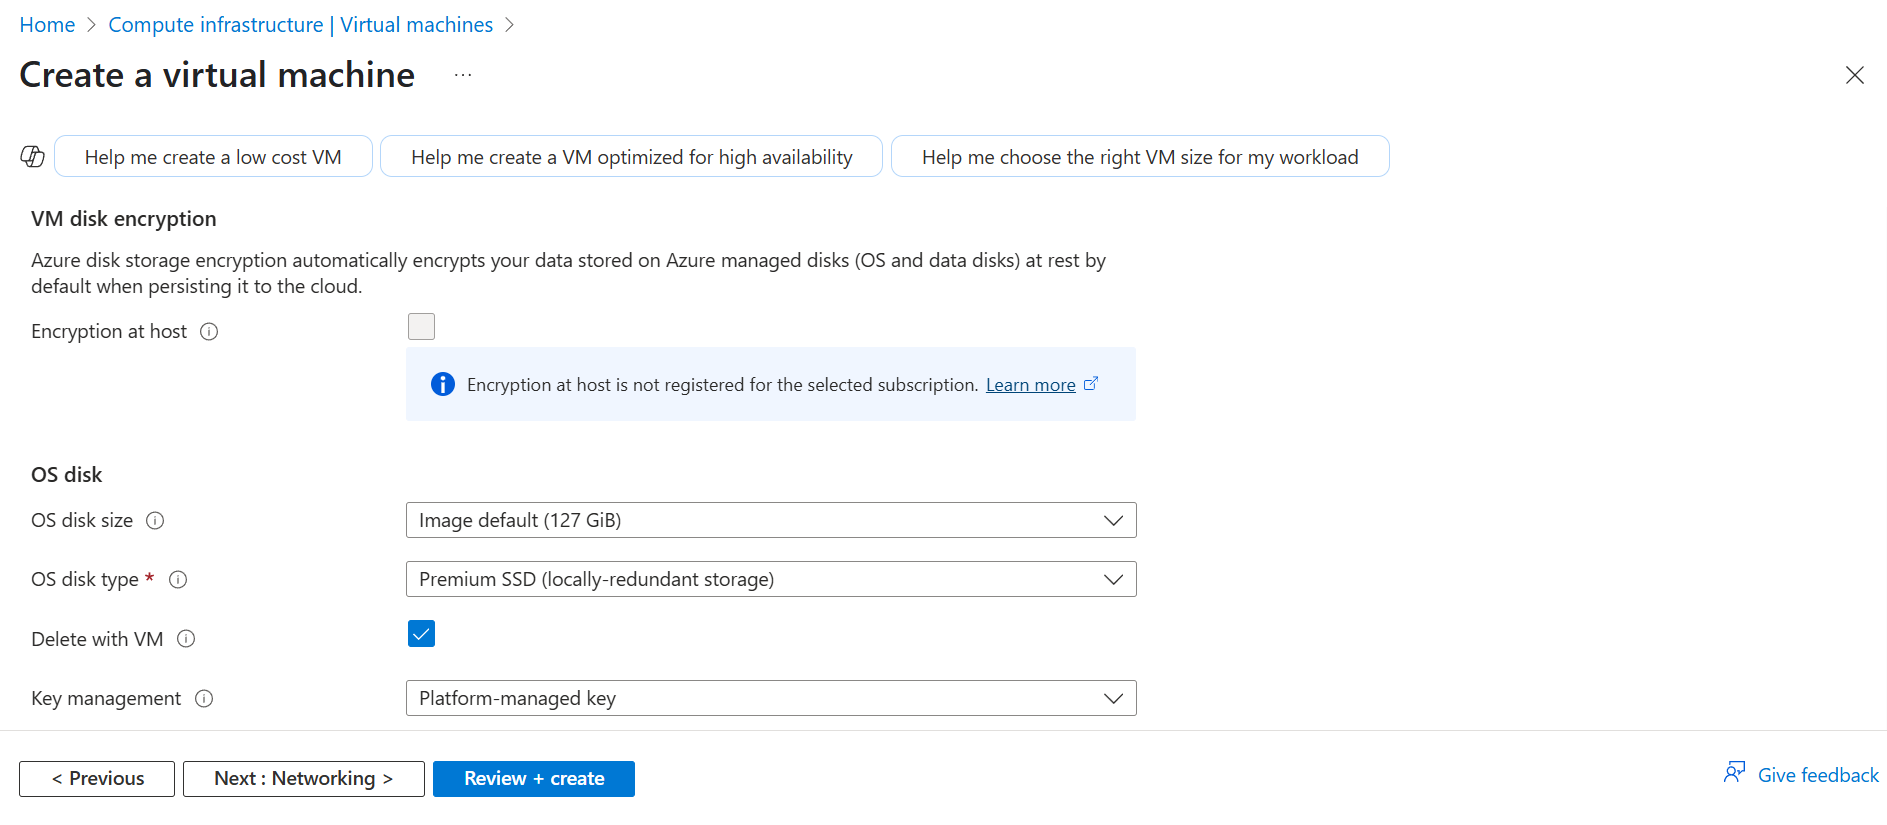 Home > Compute infrastructure | Virtual machines >
Create a virtual machine ...
Help me create a low cost VM
Help me create a VM optimized for high availability
Help me choose the right VM size for my workload
VM disk encryption
Azure disk storage encryption automatically encrypts your data stored on Azure managed disks (OS and data disks) at rest by
default when persisting it to the cloud.
Encryption at host
Encryption at host is not registered for the selected subscription. Learn more
OS disk
OS disk size
Image default (127 GiB)
OS disk type *
Premium SSD (locally-redundant storage)
Delete with VM
Key management
Platform-managed key
< Previous
Next : Networking >
Review + create
Give feedback